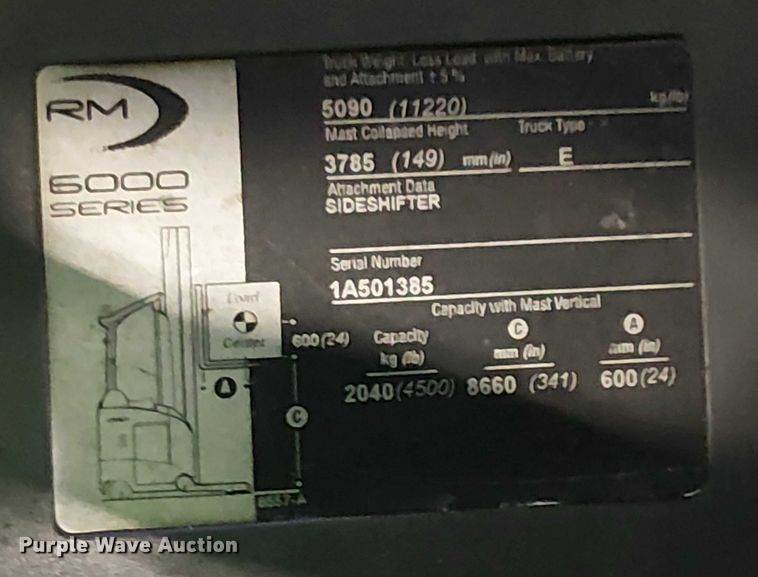 RM
6000
SERIES
Truck Weight Less Load with Max. Battery
and Attachment ± 5%
5090 (11220) kg/(lb)
Mast Collapsed Height Truck Type
3785 (149) mm(in) E
Attachment Data
SIDESHIFTER
Serial Number
1A501385
Capacity with Mast Vertical
Load
Center
600(24)
A
C
6557-A
Capacity C A
kg (lb) mm (in) mm (in)
2040(4500) 8660 (341) 600(24)
Purple Wave Auction